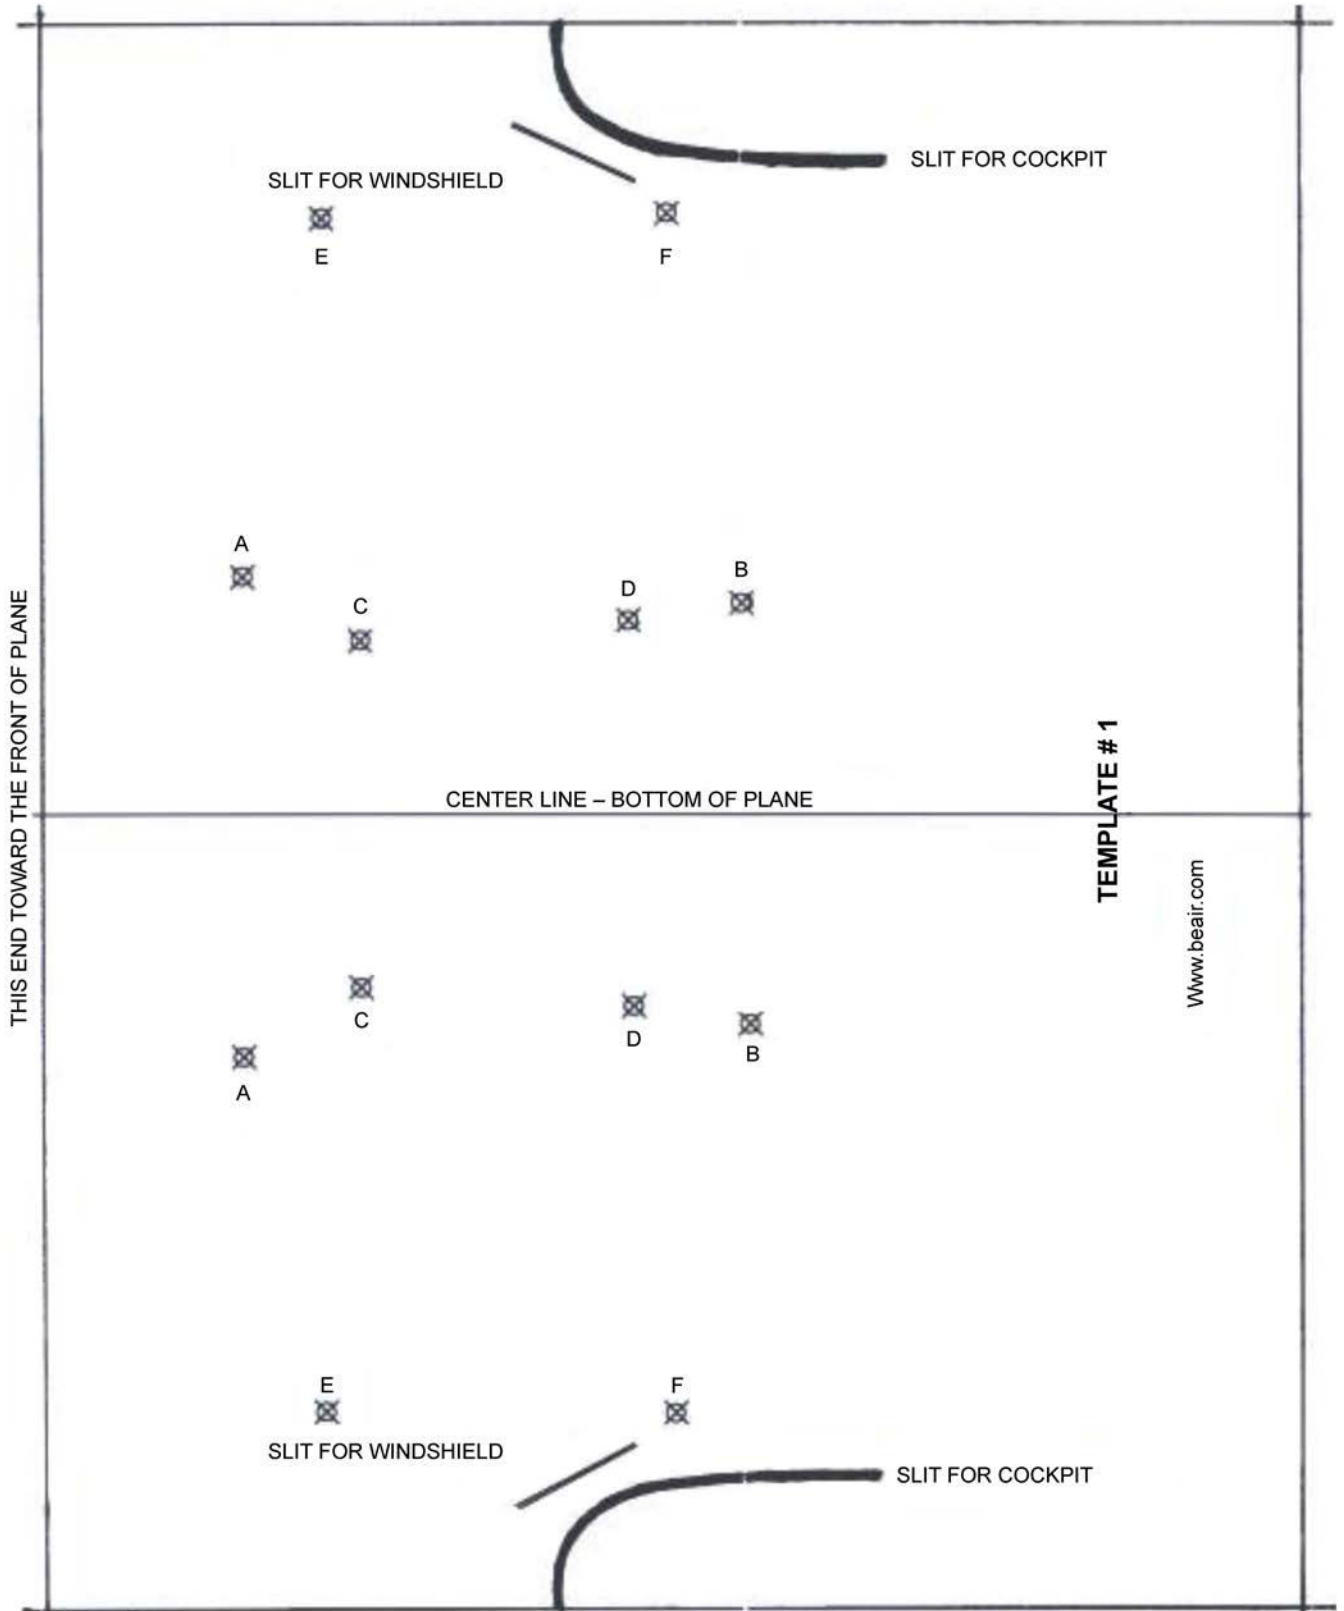 SLIT FOR COCKPIT
SLIT FOR WINDSHIELD
E
F
A
B
D
C
THIS END TOWARD THE FRONT OF PLANE
TEMPLATE # 1
CENTER LINE – BOTTOM OF PLANE
Www.beair.com
C
D
B
A
E
F
SLIT FOR WINDSHIELD
SLIT FOR COCKPIT